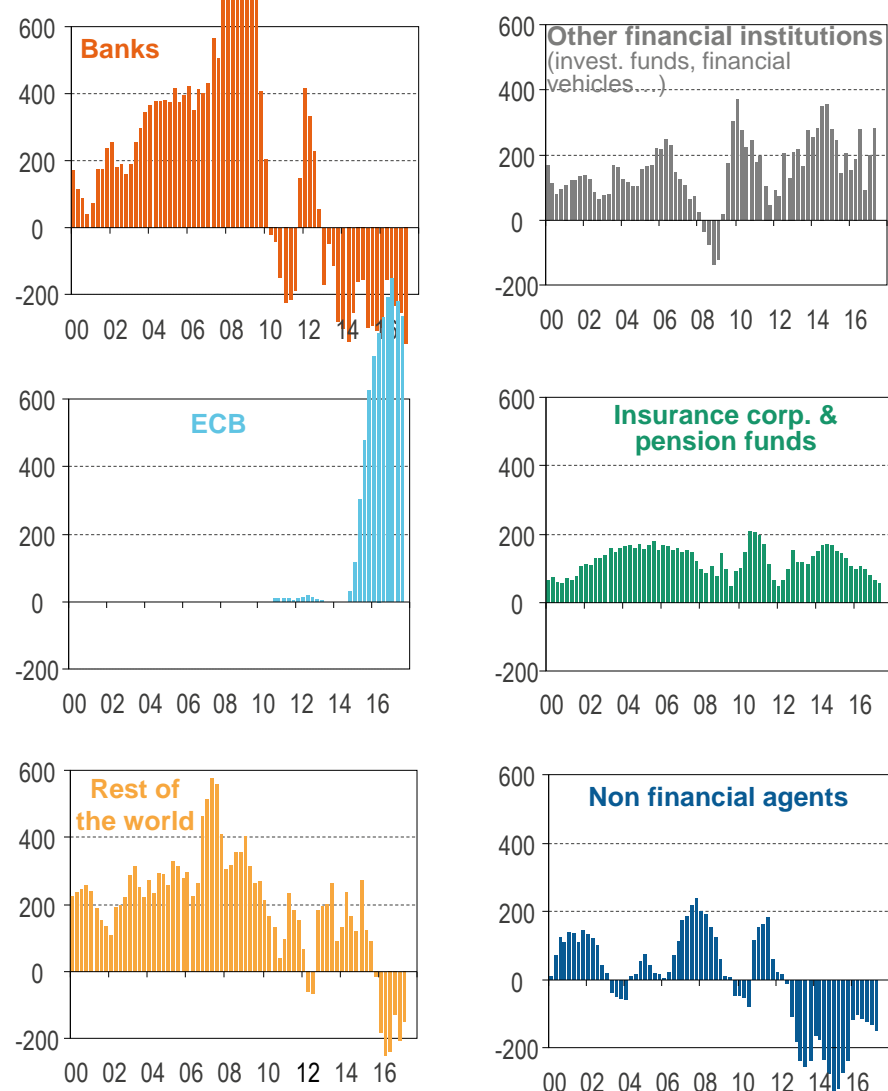 Banks
600
400
200
0
-200
00 02 04 06 08 10 12 14 16
Other financial institutions
(invest. funds, financial
vehicles…)
600
400
200
0
-200
00 02 04 06 08 10 12 14 16
ECB
600
400
200
0
-200
00 02 04 06 08 10 12 14 16
Insurance corp. &
pension funds
600
400
200
0
-200
00 02 04 06 08 10 12 14 16
Rest of
the world
600
400
200
0
-200
00 02 04 06 08 10 12 14 16
Non financial agents
600
400
200
0
-200
00 02 04 06 08 10 12 14 16